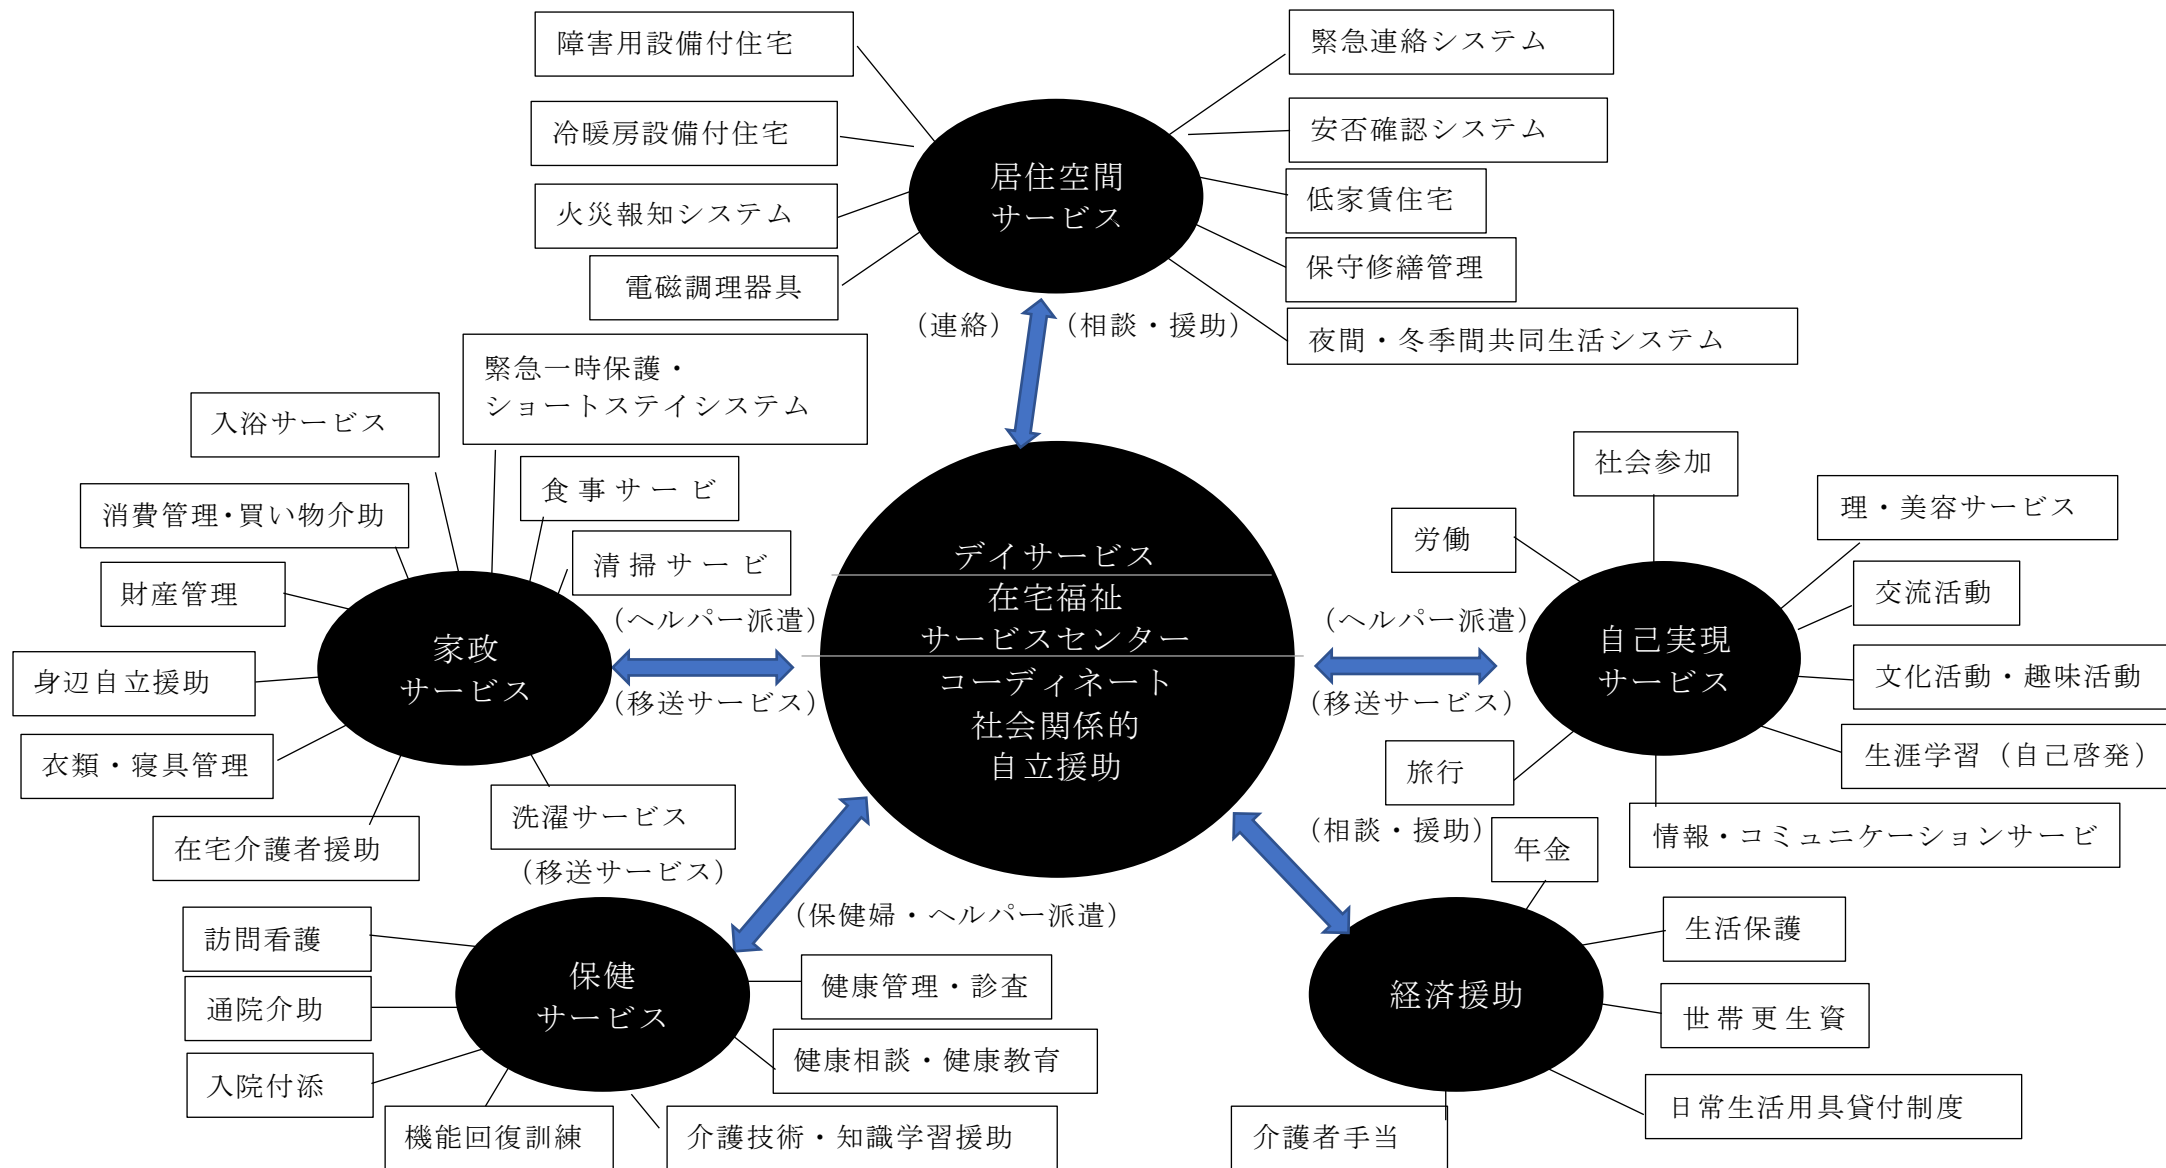 障害用設備付住宅
冷暖房設備付住宅
火災報知システム
電磁調理器具
居住空間
サービス
緊急連絡システム
安否確認システム
低家賃住宅
保守修繕管理
夜間・冬季間共同生活システム
（連絡）
（相談・援助）
緊急一時保護・
ショートステイシステム
入浴サービス
食事サービ
消費管理・買い物介助
清掃サービ
財産管理
身辺自立援助
衣類・寝具管理
在宅介護者援助
洗濯サービス
家政
サービス
（ヘルパー派遣）
（移送サービス）
デイサービス
在宅福祉
サービスセンター
コーディネート
社会関係的
自立援助
（ヘルパー派遣）
（移送サービス）
自己実現
サービス
社会参加
労働
理・美容サービス
交流活動
文化活動・趣味活動
生涯学習（自己啓発）
旅行
情報・コミュニケーションサービ
（移送サービス）
（保健婦・ヘルパー派遣）
保健
サービス
訪問看護
通院介助
入院付添
機能回復訓練
介護技術・知識学習援助
健康管理・診査
健康相談・健康教育
（相談・援助）
経済援助
年金
生活保護
世帯更生資
日常生活用具貸付制度
介護者手当